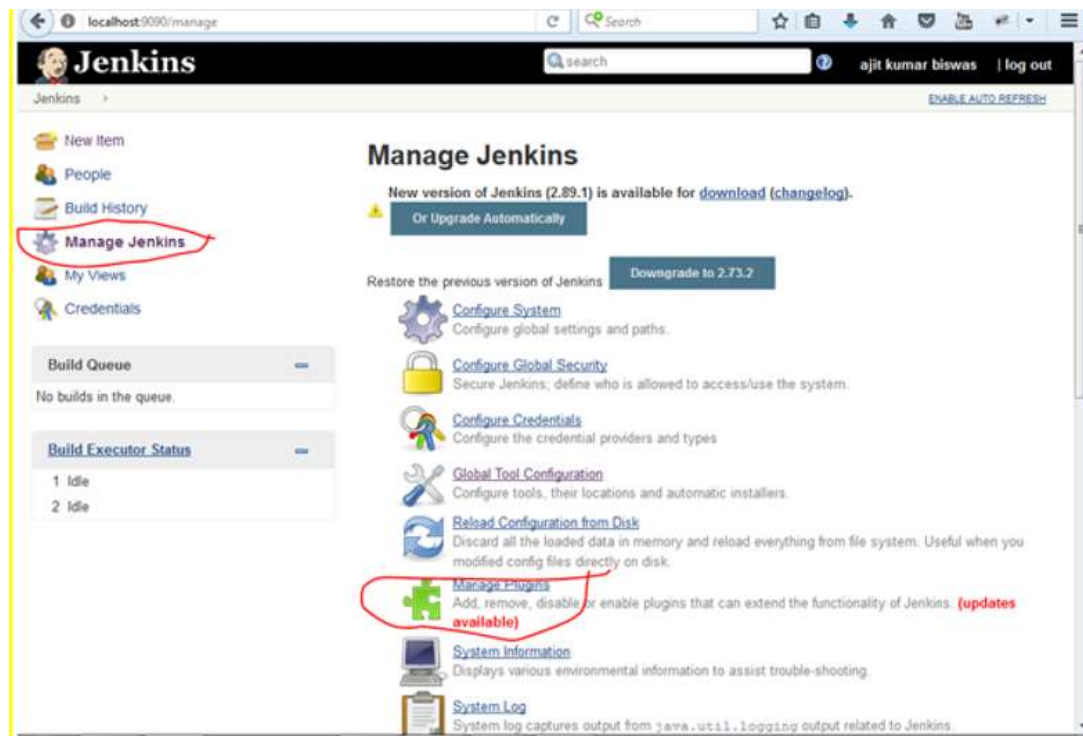 localhost:9090/manage
Search
Jenkins
search
ajit kumar biswas | log out
Jenkins
ENABLE AUTO REFRESH
New Item
People
Build History
Manage Jenkins
My Views
Credentials
Build Queue
No builds in the queue.
Build Executor Status
1 Idle
2 Idle
Manage Jenkins
New version of Jenkins (2.89.1) is available for download (changelog).
Or Upgrade Automatically
Restore the previous version of Jenkins
Downgrade to 2.73.2
Configure System
Configure global settings and paths.
Configure Global Security
Secure Jenkins; define who is allowed to access/use the system.
Configure Credentials
Configure the credential providers and types
Global Tool Configuration
Configure tools, their locations and automatic installers.
Reload Configuration from Disk
Discard all the loaded data in memory and reload everything from file system. Useful when you
modified config files directly on disk.
Manage Plugins
Add, remove, disable or enable plugins that can extend the functionality of Jenkins. (updates
available)
System Information
Displays various environmental information to assist trouble-shooting.
System Log
System log captures output from java.util.logging output related to Jenkins.